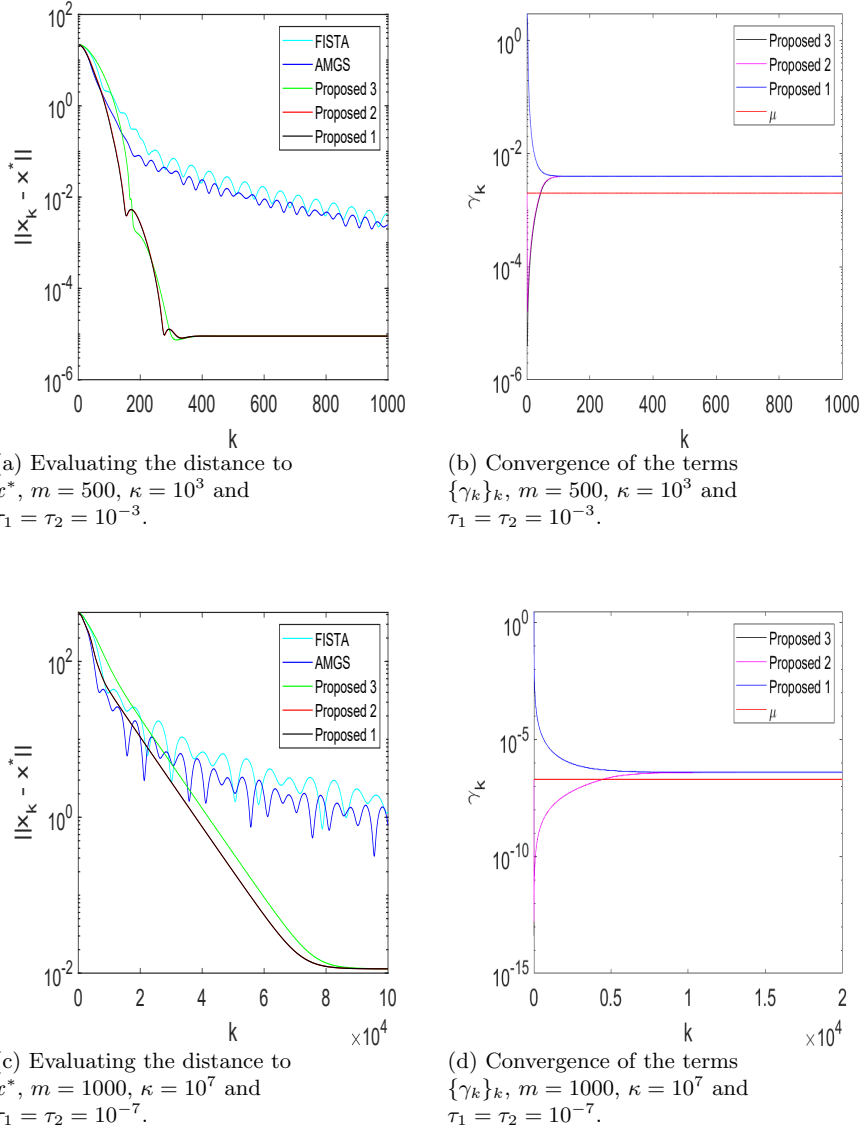 10^2
10^0
10^-2
10^-4
10^-6
||x_k - x^*||
0 200 400 600 800 1000
k
FISTA
AMGS
Proposed 3
Proposed 2
Proposed 1
10^0
10^-2
10^-4
10^-6
γ_k
0 200 400 600 800 1000
k
Proposed 3
Proposed 2
Proposed 1
μ
(a) Evaluating the distance to
x^*, m = 500, κ = 10^3 and
τ_1 = τ_2 = 10^-3.
(b) Convergence of the terms
{γ_k}_k, m = 500, κ = 10^3 and
τ_1 = τ_2 = 10^-3.
10^2
10^0
10^-2
||x_k - x^*||
0 2 4 6 8 10
k
×10^4
FISTA
AMGS
Proposed 3
Proposed 2
Proposed 1
10^0
10^-5
10^-10
10^-15
γ_k
0 0.5 1 1.5 2
k
×10^4
Proposed 3
Proposed 2
Proposed 1
μ
(c) Evaluating the distance to
x^*, m = 1000, κ = 10^7 and
τ_1 = τ_2 = 10^-7.
(d) Convergence of the terms
{γ_k}_k, m = 1000, κ = 10^7 and
τ_1 = τ_2 = 10^-7.